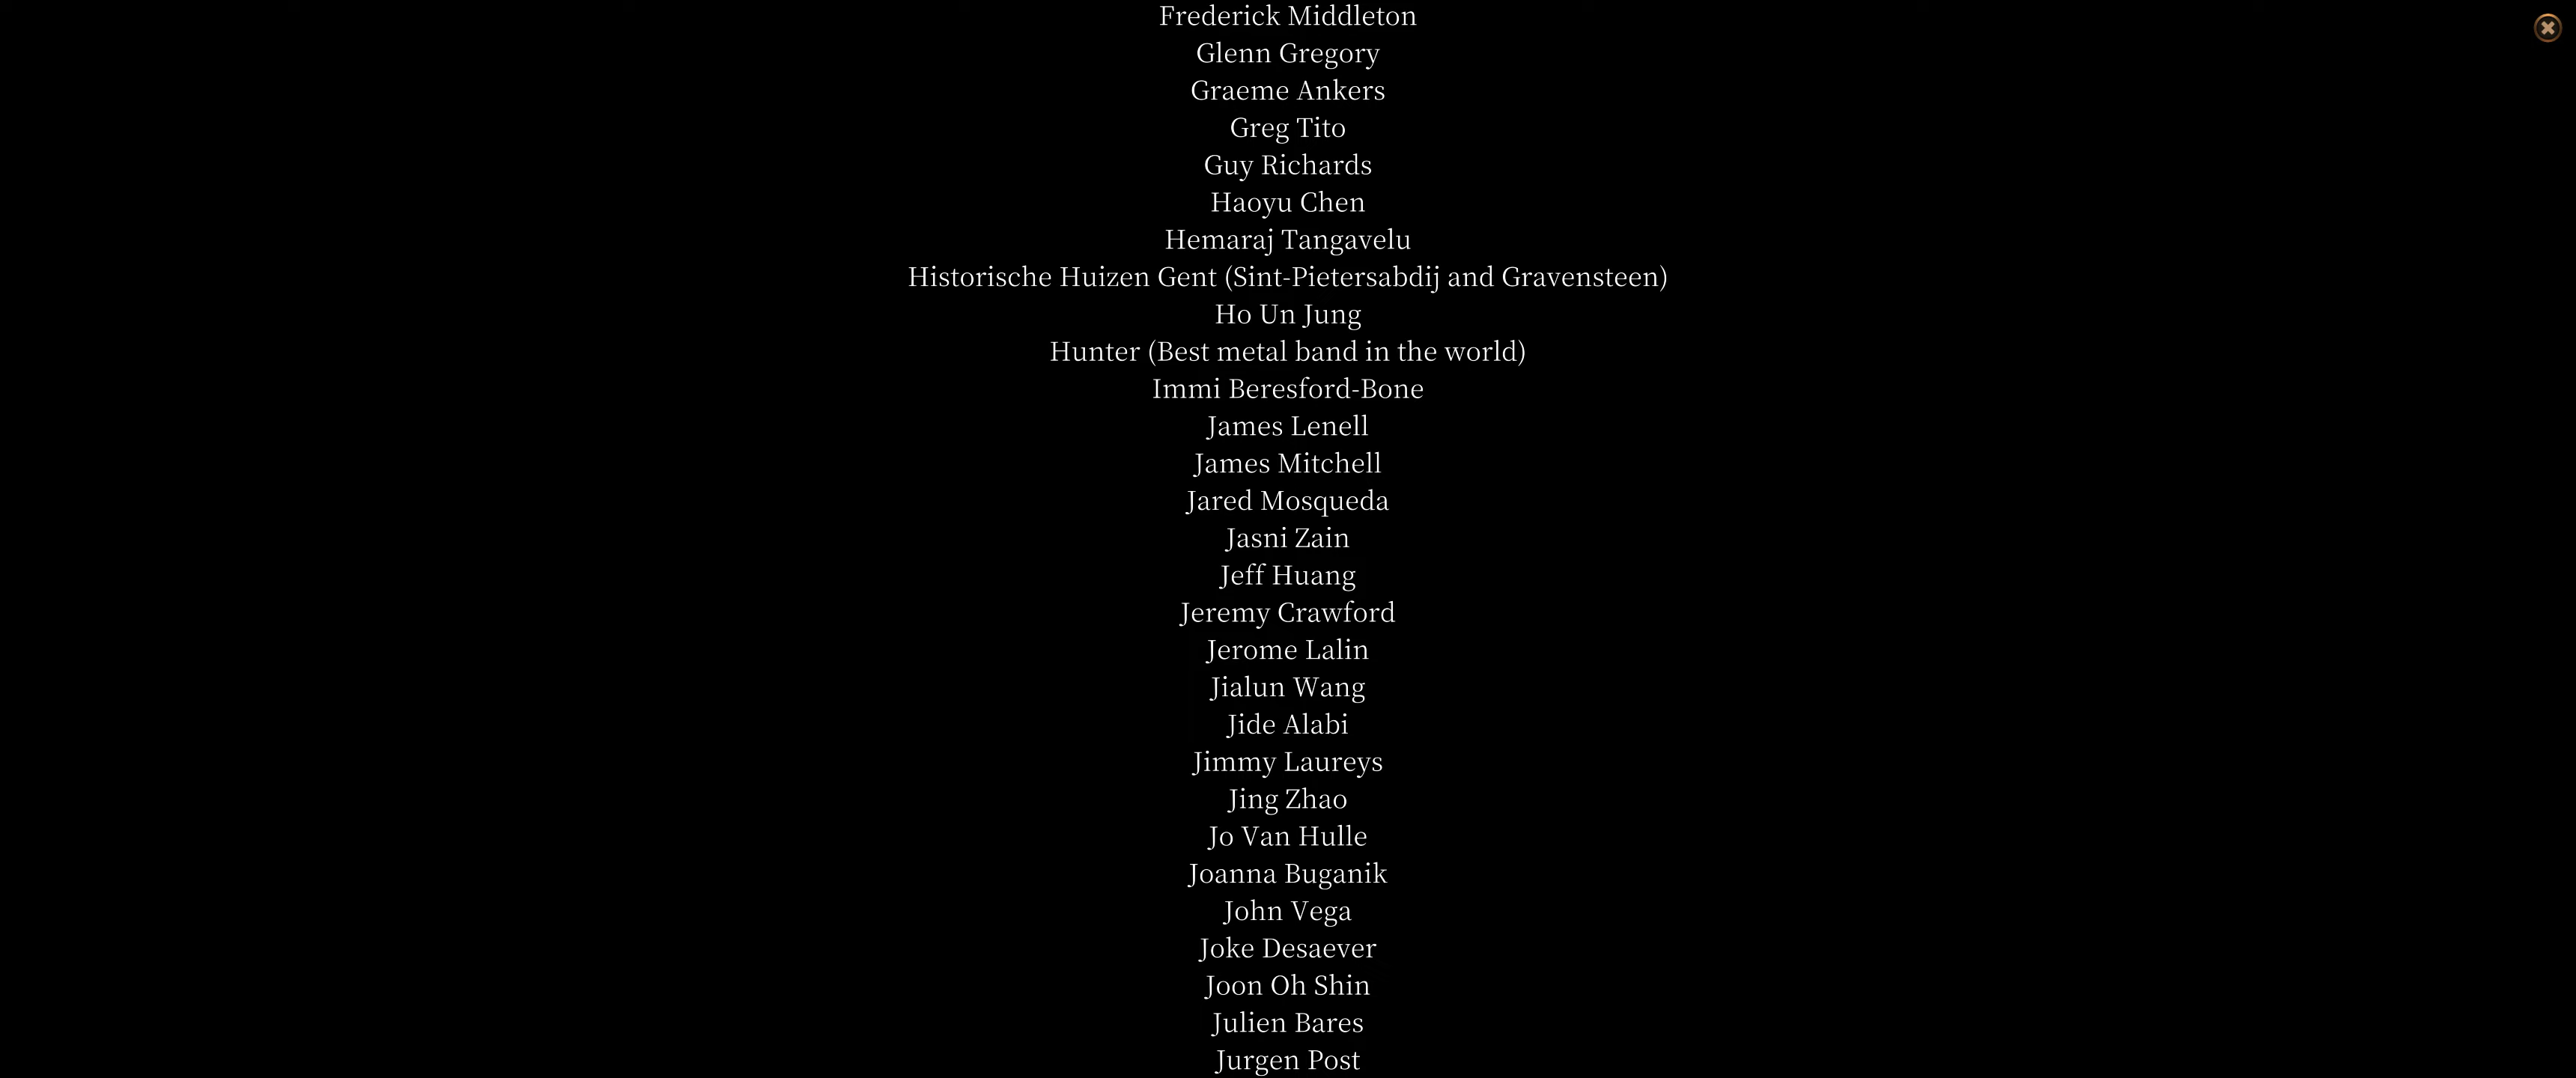 Frederick Middleton
Glenn Gregory
Graeme Ankers
Greg Tito
Guy Richards
Haoyu Chen
Hemaraj Tangavelu
Historische Huizen Gent (Sint-Pietersabdij and Gravensteen)
Ho Un Jung
Hunter (Best metal band in the world)
Immi Beresford-Bone
James Lenell
James Mitchell
Jared Mosqueda
Jasni Zain
Jeff Huang
Jeremy Crawford
Jerome Lalin
Jialun Wang
Jide Alabi
Jimmy Laureys
Jing Zhao
Jo Van Hulle
Joanna Buganik
John Vega
Joke Desaever
Joon Oh Shin
Julien Bares
Jurgen Post